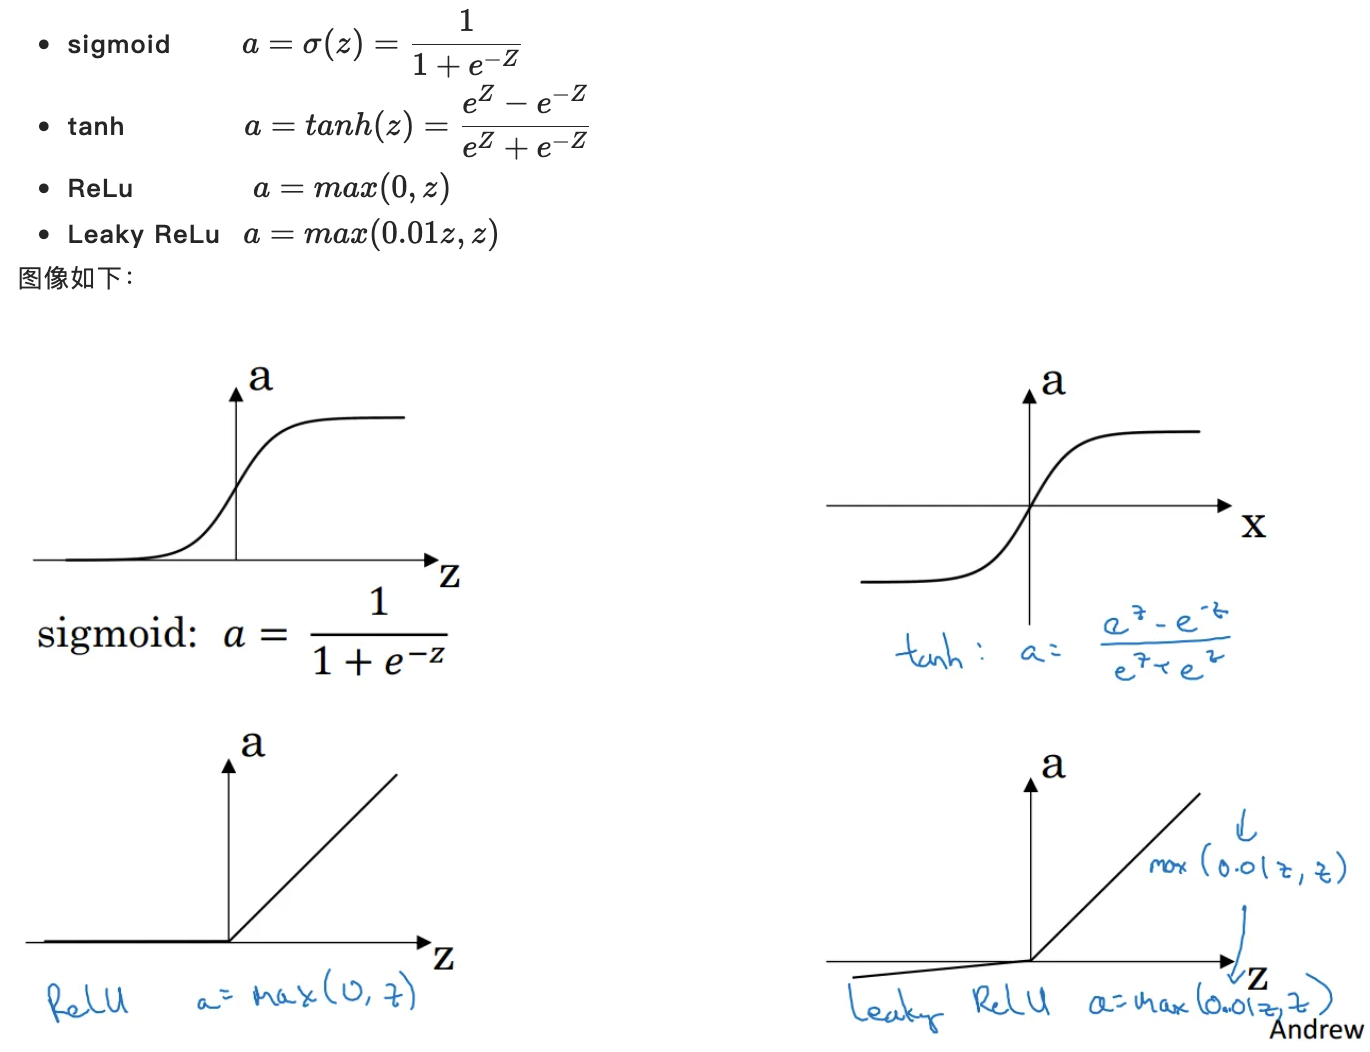 • sigmoid a = σ(z) = 1 / (1 + e^{-Z})
• tanh a = tanh(z) = (e^Z − e^{-Z}) / (e^Z + e^{-Z})
• ReLu a = max(0, z)
• Leaky ReLu a = max(0.01z, z)
图像如下：
a
z
sigmoid: a = 1 / (1 + e^{-z})
a
x
tanh: a = (e^z - e^{-z}) / (e^z + e^z)
a
z
ReLU a = max(0, z)
a
max(0.01z, z)
z
Leaky ReLU a = max(0.01z, z)
Andrew